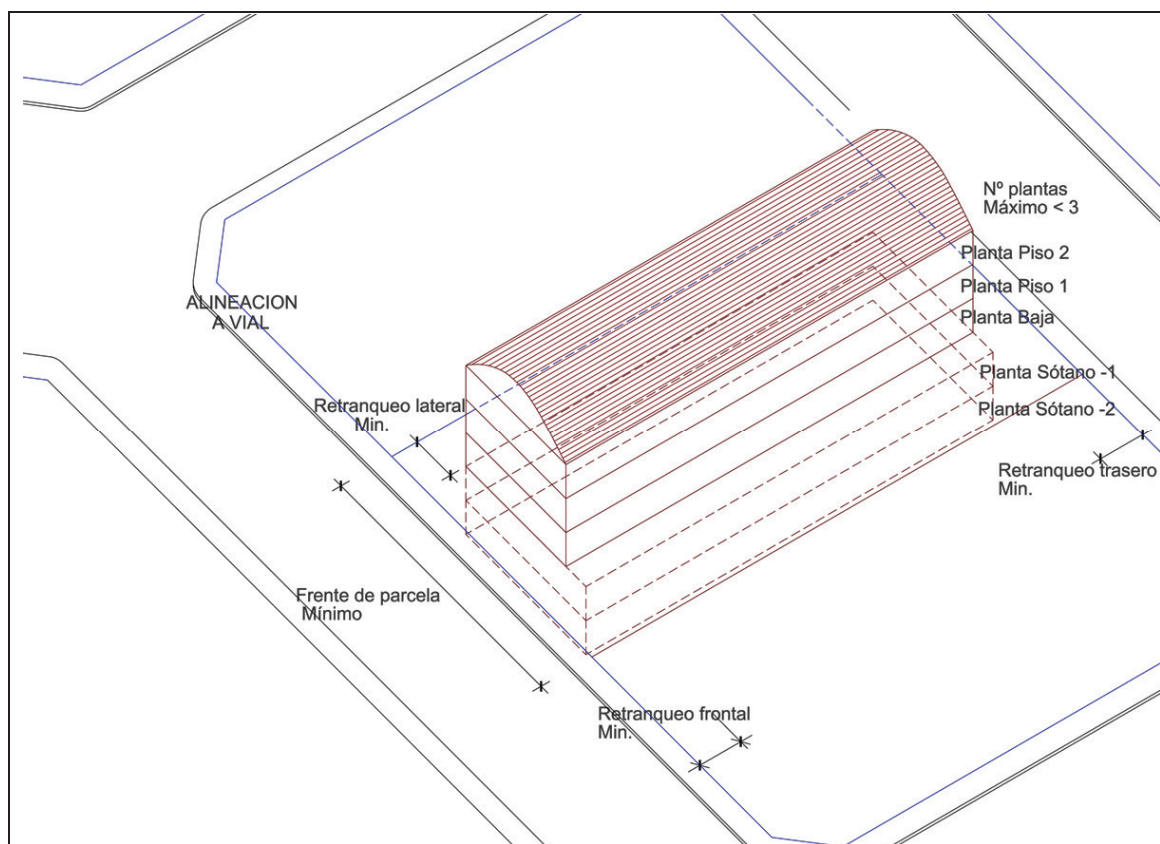 Nº plantas
Máximo < 3
Planta Piso 2
Planta Piso 1
ALINEACION
A VIAL
Planta Baja
Planta Sótano -1
Retranqueo lateral
Min.
Planta Sótano -2
Retranqueo trasero
Min.
Frente de parcela
Mínimo
Retranqueo frontal
Min.